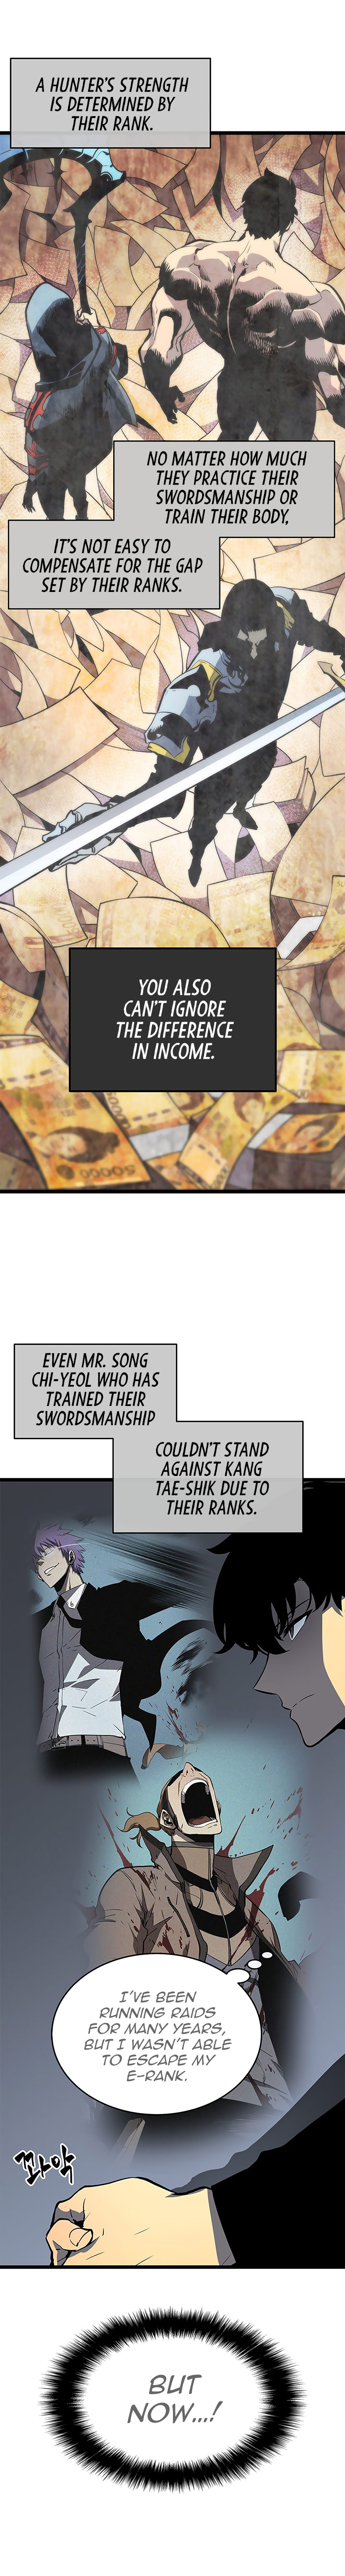 A HUNTER'S STRENGTH
IS DETERMINED BY
THEIR RANK.
NO MATTER HOW MUCH
THEY PRACTICE THEIR
SWORDSMANSHIP OR
TRAIN THEIR BODY,
IT'S NOT EASY TO
COMPENSATE FOR THE GAP
SET BY THEIR RANKS.
YOU ALSO
CAN'T IGNORE
THE DIFFERENCE
IN INCOME.
50000
EVEN MR. SONG
CHI-YEOL WHO HAS
TRAINED THEIR
SWORDSMANSHIP
COULDN'T STAND
AGAINST KANG
TAE-SHIK DUE TO
THEIR RANKS.
I'VE BEEN
RUNNING RAIDS
FOR MANY YEARS,
BUT I WASN'T ABLE
TO ESCAPE MY
E-RANK.
꽈악
BUT
NOW...!